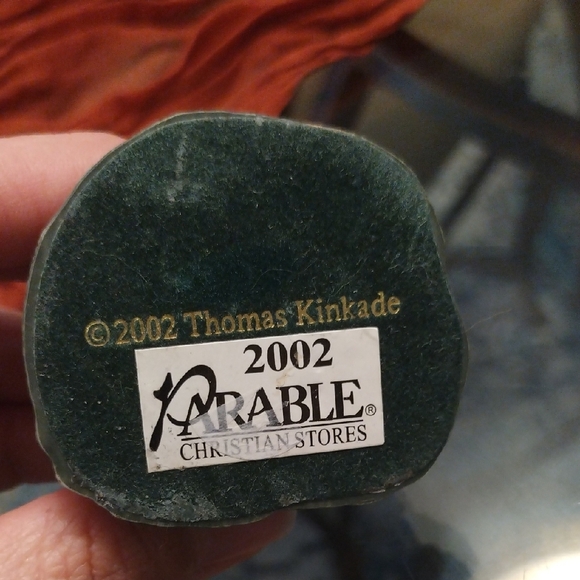 ©2002 Thomas Kinkade
2002
PARABLE®
CHRISTIAN STORES